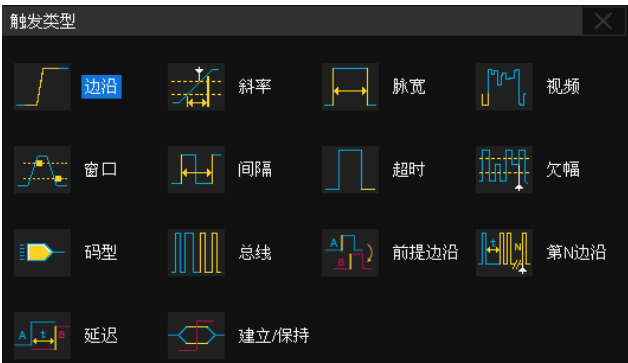 触发类型
边沿 斜率 脉宽 视频
窗口 间隔 超时 欠幅
码型 总线 A B 前提边沿 t N 第N边沿
A t B 延迟 建立/保持